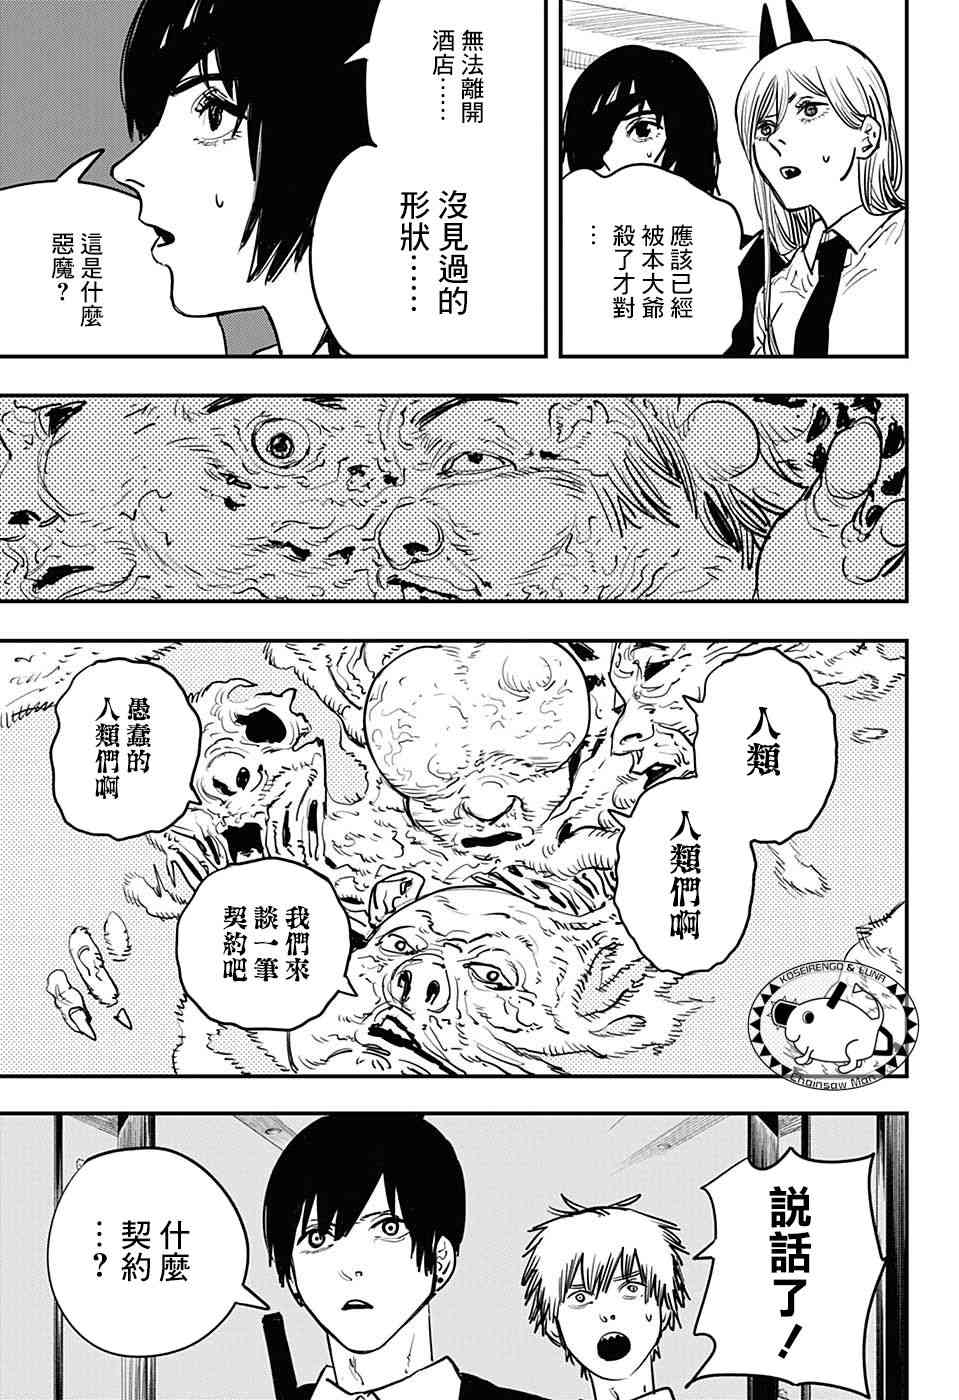 應該已經
被本大爺
殺了才對
…
無法離開
酒店……
沒見過的
形狀……
這是什麼
惡魔？
人類
人類們啊
愚蠢的
人類們啊
我們來
談一筆
契約吧
KOSEIRENGO & LUNA
Chainsaw Man
說話了！
什麼
契約
…？